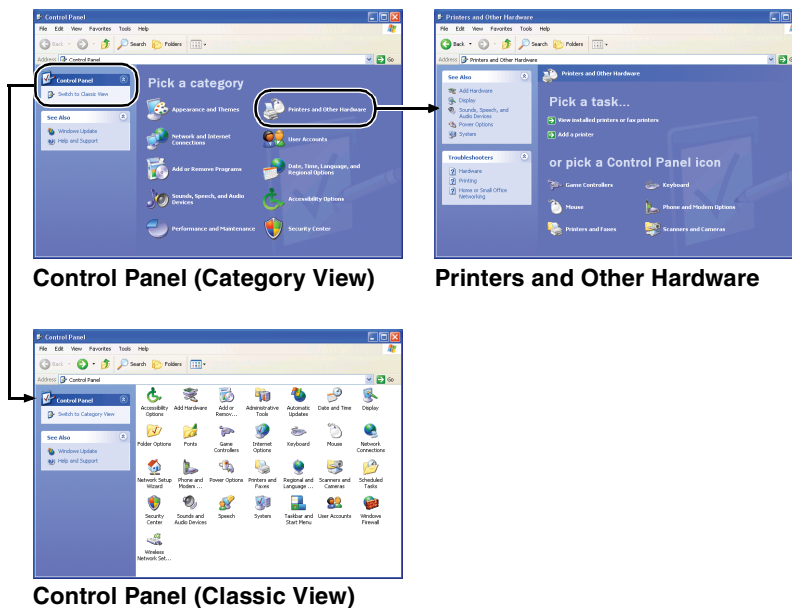 Control Panel
File Edit View Favorites Tools Help
Back Search Folders
Address Control Panel Go
Control Panel
Switch to Classic View
See Also
Windows Update
Help and Support
Pick a category
Appearance and Themes
Printers and Other Hardware
Network and Internet Connections
User Accounts
Add or Remove Programs
Date, Time, Language, and Regional Options
Sounds, Speech, and Audio Devices
Accessibility Options
Performance and Maintenance
Security Center
Control Panel (Category View)
Printers and Other Hardware
File Edit View Favorites Tools Help
Back Search Folders
Address Printers and Other Hardware Go
See Also
Add Hardware
Display
Sounds, Speech, and Audio Devices
Power Options
System
Troubleshooters
Hardware
Printing
Home or Small Office Networking
Printers and Other Hardware
Pick a task...
View installed printers or fax printers
Add a printer
or pick a Control Panel icon
Game Controllers
Keyboard
Mouse
Phone and Modem Options
Printers and Faxes
Scanners and Cameras
Printers and Other Hardware
Control Panel
File Edit View Favorites Tools Help
Back Search Folders
Address Control Panel Go
Control Panel
Switch to Category View
See Also
Windows Update
Help and Support
Accessibility Options
Add Hardware
Add or Remov...
Administrative Tools
Automatic Updates
Date and Time
Display
Folder Options
Fonts
Game Controllers
Internet Options
Keyboard
Mouse
Network Connections
Network Setup Wizard
Phone and Modem ...
Power Options
Printers and Faxes
Regional and Language ...
Scanners and Cameras
Scheduled Tasks
Security Center
Sounds and Audio Devices
Speech
System
Taskbar and Start Menu
User Accounts
Windows Firewall
Wireless Network Set...
Control Panel (Classic View)